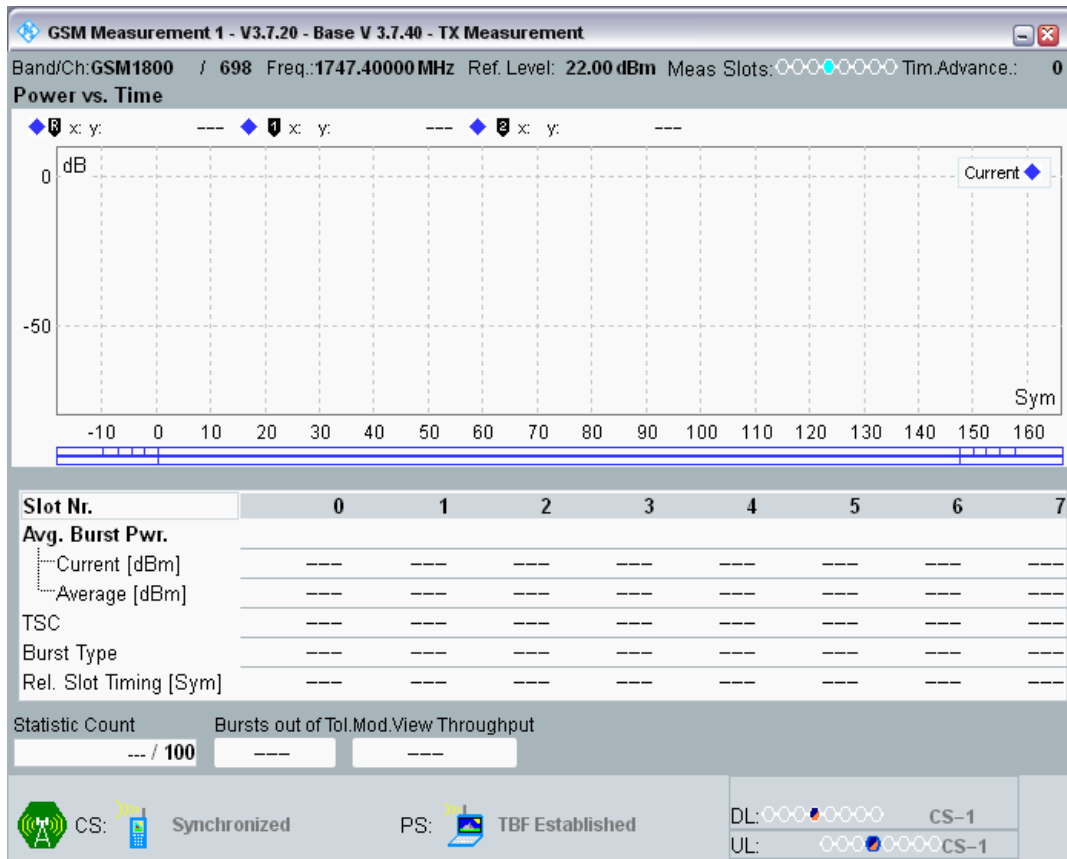 GSM Measurement 1 - V3.7.20 - Base V 3.7.40 - TX Measurement
Band/Ch:GSM1800 / 698 Freq.:1747.40000 MHz Ref. Level: 22.00 dBm Meas Slots: Tim.Advance.: 0
Power vs. Time
R x: y: --- 1 x: y: --- 2 x: y: ---
dB
Current
0
-50
Sym
-10 0 10 20 30 40 50 60 70 80 90 100 110 120 130 140 150 160
Slot Nr. 0 1 2 3 4 5 6 7
Avg. Burst Pwr.
Current [dBm] --- --- --- --- --- --- --- ---
Average [dBm] --- --- --- --- --- --- --- ---
TSC --- --- --- --- --- --- --- ---
Burst Type --- --- --- --- --- --- --- ---
Rel. Slot Timing [Sym] --- --- --- --- --- --- --- ---
Statistic Count Bursts out of Tol. Mod.View Throughput
--- / 100 --- ---
CS: Synchronized PS: TBF Established DL: CS-1
UL: CS-1